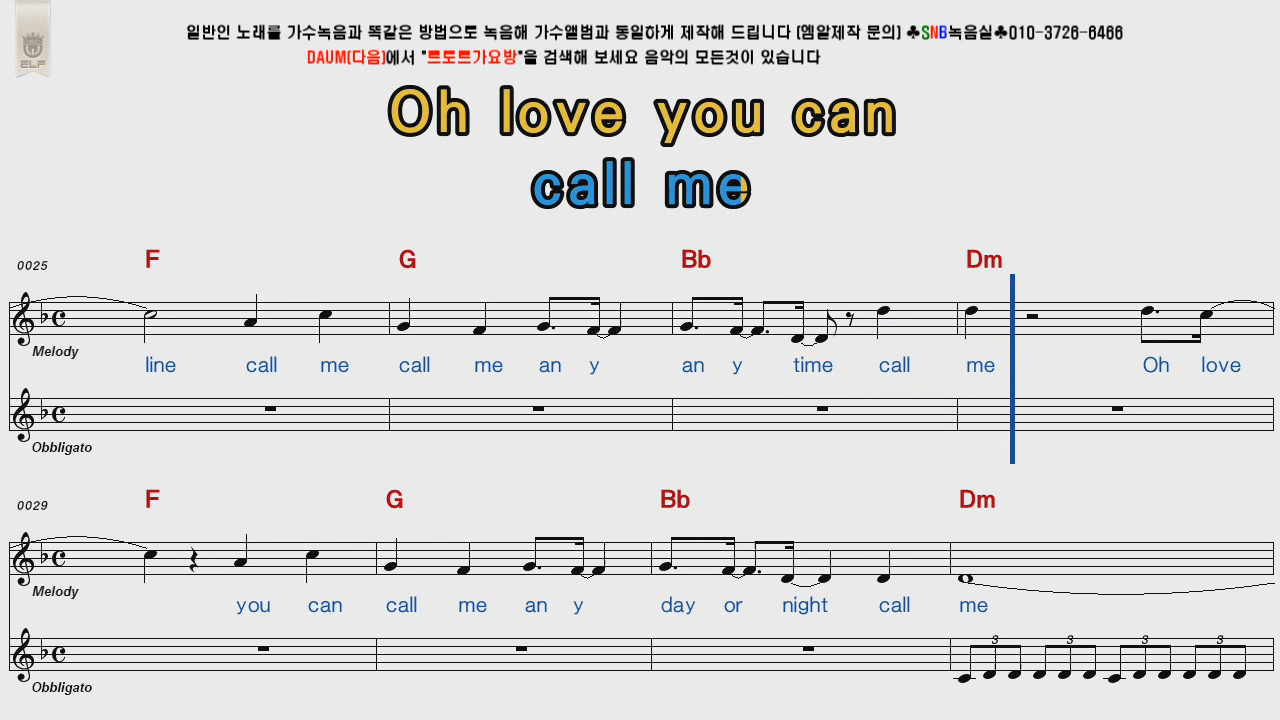 일반인 노래를 가수녹음과 똑같은 방법으로 녹음해 가수앨범과 동일하게 제작해 드립니다 (엠알제작 문의) ♣SNB녹음실♣010-3726-6466
DAUM(다음)에서 "트로트가요방"을 검색해 보세요 음악의 모든것이 있습니다
ELF
Oh love you can
call me
0025 F G Bb Dm
Melody
line call me call me an y an y time call me Oh love
Obbligato
0029 F G Bb Dm
Melody
you can call me an y day or night call me
3 3 3 3
Obbligato